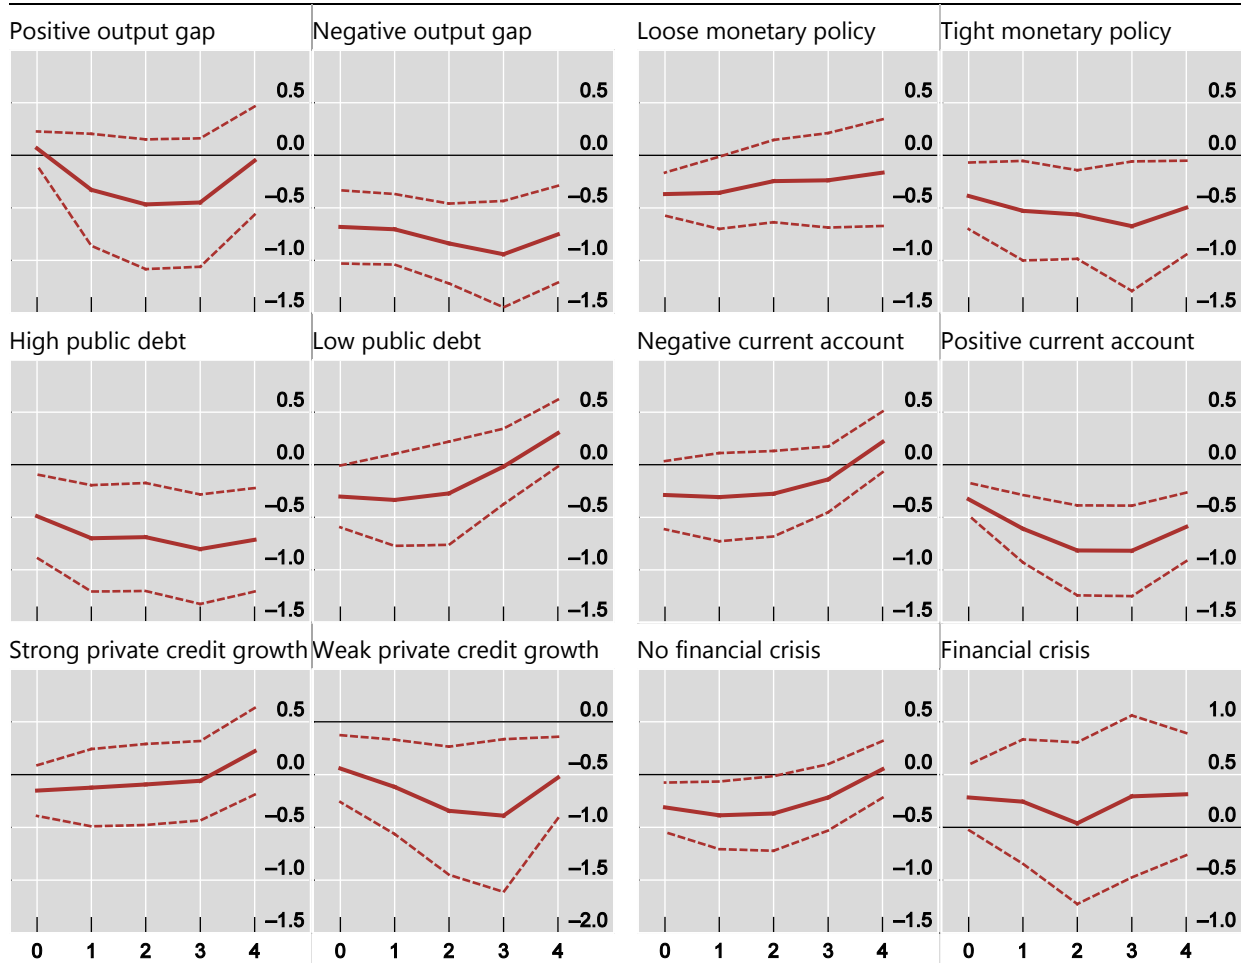 Positive output gap Negative output gap Loose monetary policy Tight monetary policy
0.5 0.5 0.5 0.5
0.0 0.0 0.0 0.0
–0.5 –0.5 –0.5 –0.5
–1.0 –1.0 –1.0 –1.0
–1.5 –1.5 –1.5 –1.5
High public debt Low public debt Negative current account Positive current account
0.5 0.5 0.5 0.5
0.0 0.0 0.0 0.0
–0.5 –0.5 –0.5 –0.5
–1.0 –1.0 –1.0 –1.0
–1.5 –1.5 –1.5 –1.5
Strong private credit growth Weak private credit growth No financial crisis Financial crisis
0.5 0.0 0.5 1.0
0.0 –0.5 0.0 0.5
–0.5 –1.0 –0.5 0.0
–1.0 –1.5 –1.0 –0.5
–1.5 –2.0 –1.5 –1.0
0 1 2 3 4 0 1 2 3 4 0 1 2 3 4 0 1 2 3 4